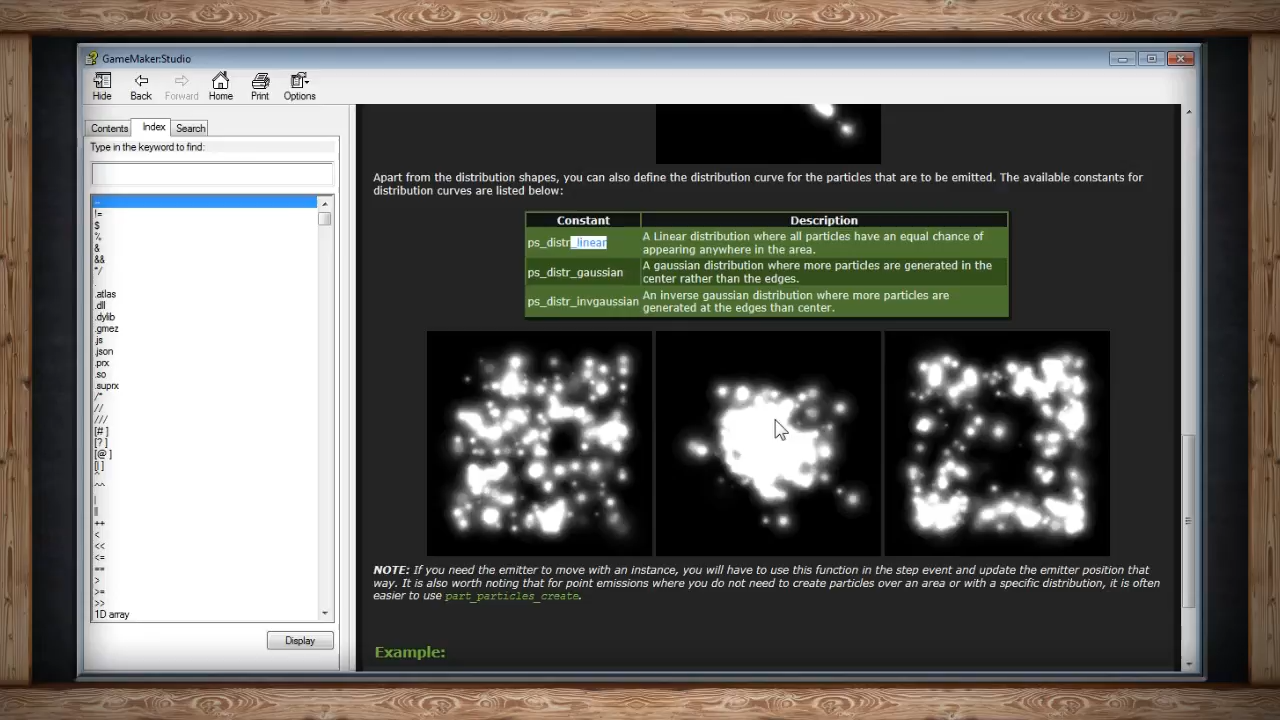 GameMaker:Studio
Hide Back Forward Home Print Options
Contents Index Search
Type in the keyword to find:
!=
$
%
&
&&
*/
.
.atlas
.dll
.dylib
.gmez
.js
.json
.prx
.so
.suprx
/*
//
///
[# ]
[? ]
[@ ]
[| ]
^
^^
|
||
++
<
<<
<=
==
>
>=
>>
1D array
Display
Apart from the distribution shapes, you can also define the distribution curve for the particles that are to be emitted. The available constants for
distribution curves are listed below:
Constant Description
ps_distr_linear A Linear distribution where all particles have an equal chance of
appearing anywhere in the area.
ps_distr_gaussian A gaussian distribution where more particles are generated in the
center rather than the edges.
ps_distr_invgaussian An inverse gaussian distribution where more particles are
generated at the edges than center.
NOTE: If you need the emitter to move with an instance, you will have to use this function in the step event and update the emitter position that
way. It is also worth noting that for point emissions where you do not need to create particles over an area or with a specific distribution, it is often
easier to use part_particles_create.
Example: